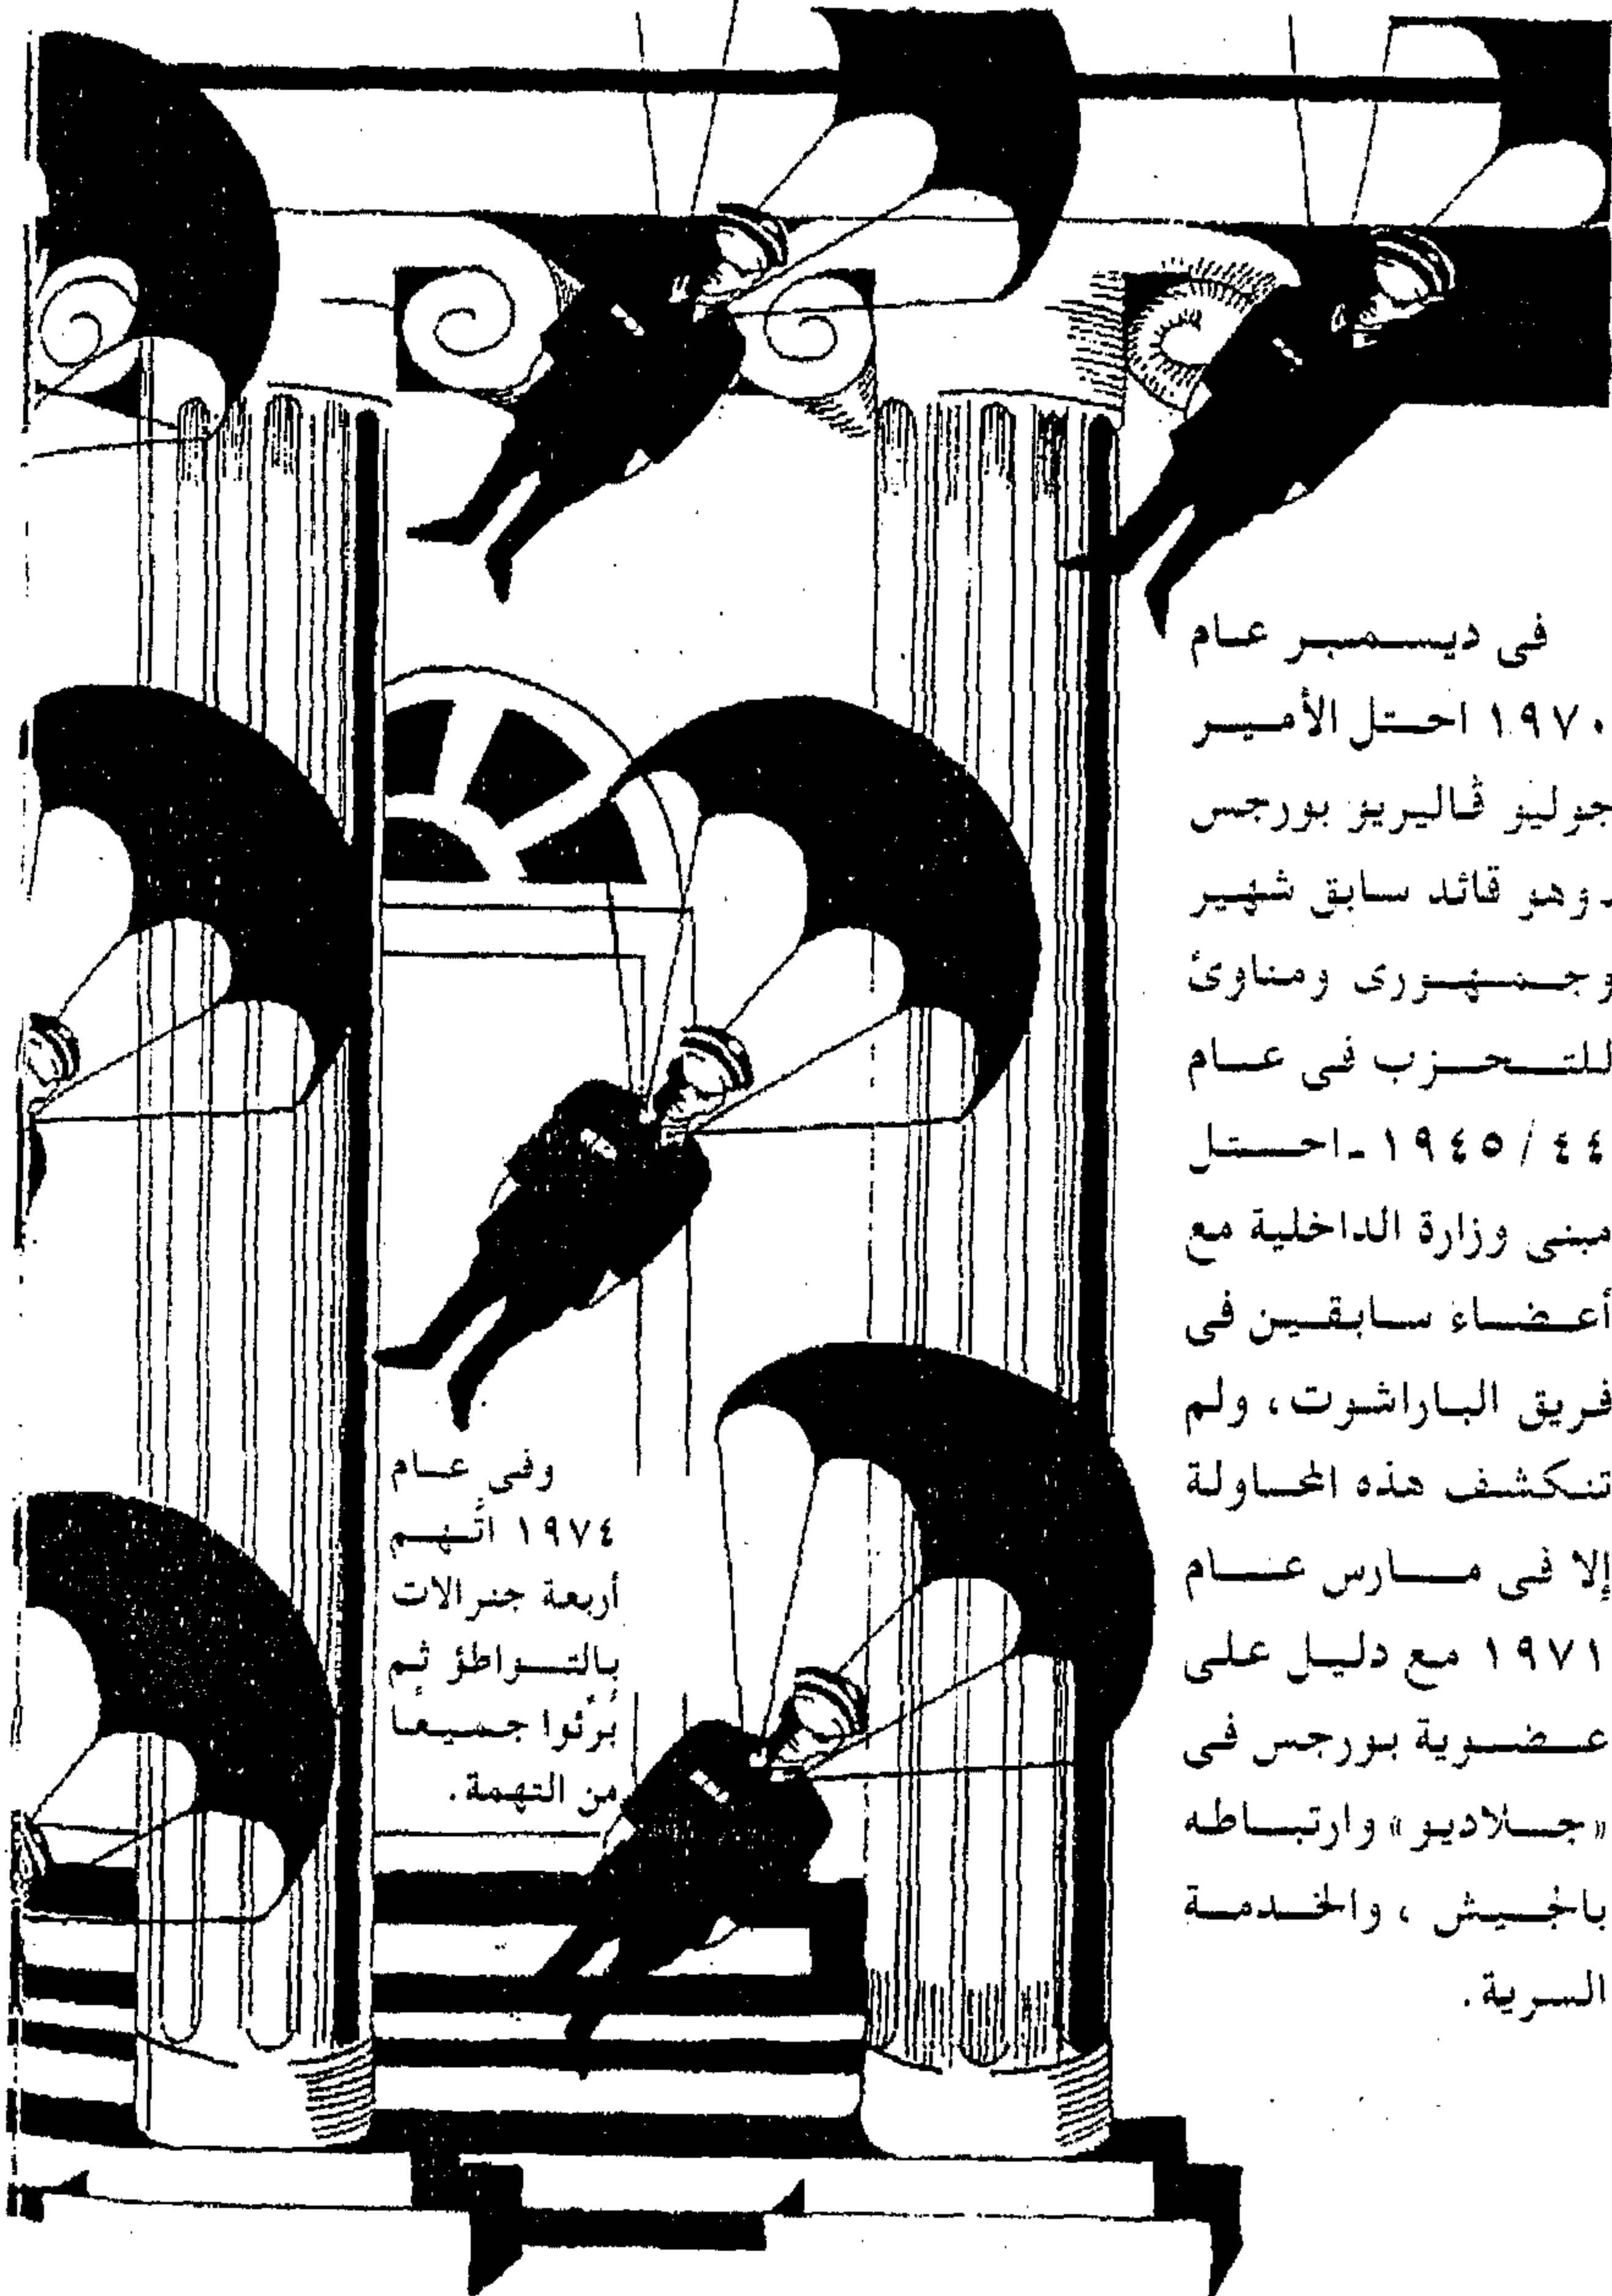 فى ديسمبر عام
١٩٧٠ احتل الأمير
جوليو ڤاليريو بورجس
ـ وهو قائد سابق شهير
وجمهورى ومناوئ
للتحزب فى عام
٤٤ / ١٩٤٥ ـ احتل
مبنى وزارة الداخلية مع
أعضاء سابقين فى
فريق الباراشوت، ولم
تنكشف هذه المحاولة
إلا فى مارس عام
١٩٧١ مع دليل على
عضوية بورجس فى
«جلاديو» وارتباطه
بالجيش ، والخدمة
السرية.
وفى عام
١٩٧٤ اتُّهم
أربعة جنرالات
بالتواطؤ ثم
بُرِّئوا جميعاً
من التهمة.